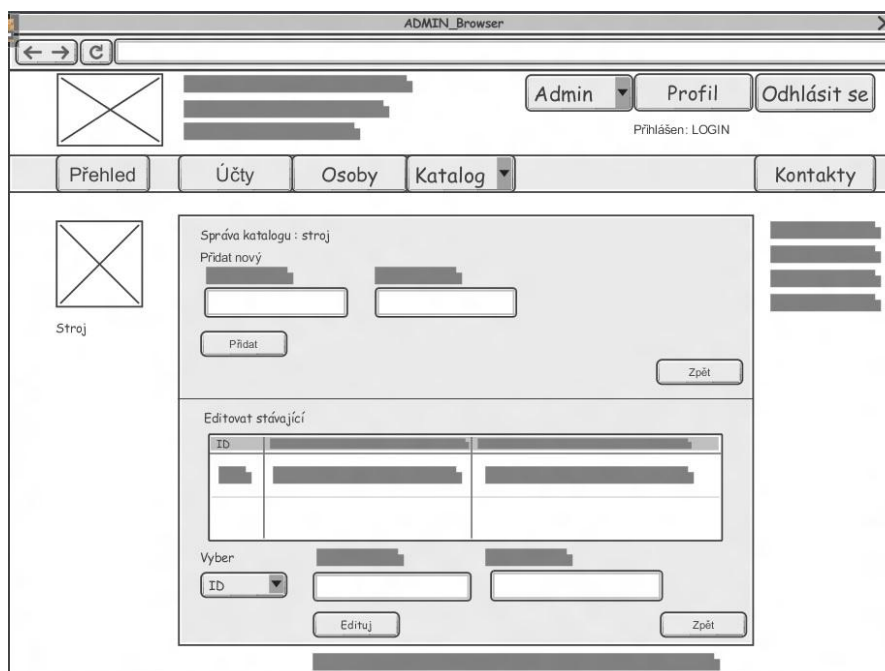 ADMIN_Browser
Admin Profil Odhlásit se
Přihlášen: LOGIN
Přehled Účty Osoby Katalog Kontakty
Správa katalogu : stroj
Přidat nový
Stroj
Přidat
Zpět
Editovat stávající
ID
Vyber
ID
Edituj Zpět